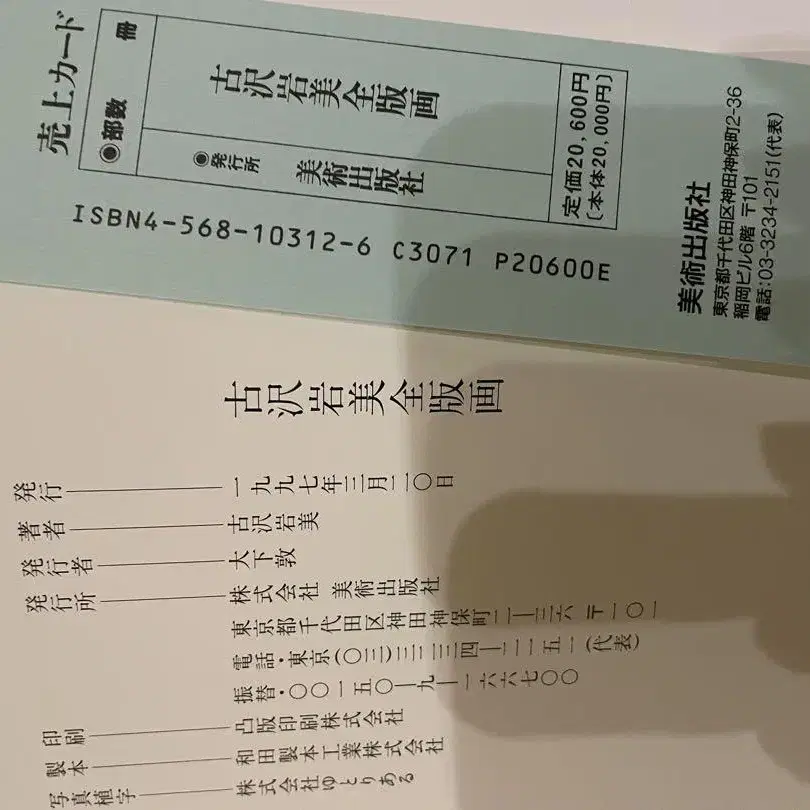 売上カード
◉部数 冊
古沢岩美全版画
◉発行所 美術出版社
定価20,600円
〔本体20,000円〕
ISBN4-568-10312-6 C3071 P20600E
美術出版社
東京都千代田区神田神保町2-36
稲岡ビル6階 〒101
電話:03-3234-2151(代表)
古沢岩美全版画
発行――一九九七年三月二〇日
著者――古沢岩美
発行者――大下敦
発行所――株式会社 美術出版社
東京都千代田区神田神保町二―三六 〒一〇一
電話・東京(〇三)三二三四―二一五一(代表)
振替・〇〇一五〇―九―一六六七〇〇
印刷――凸版印刷株式会社
製本――和田製本工業株式会社
写真植字――株式会社ゆとりある